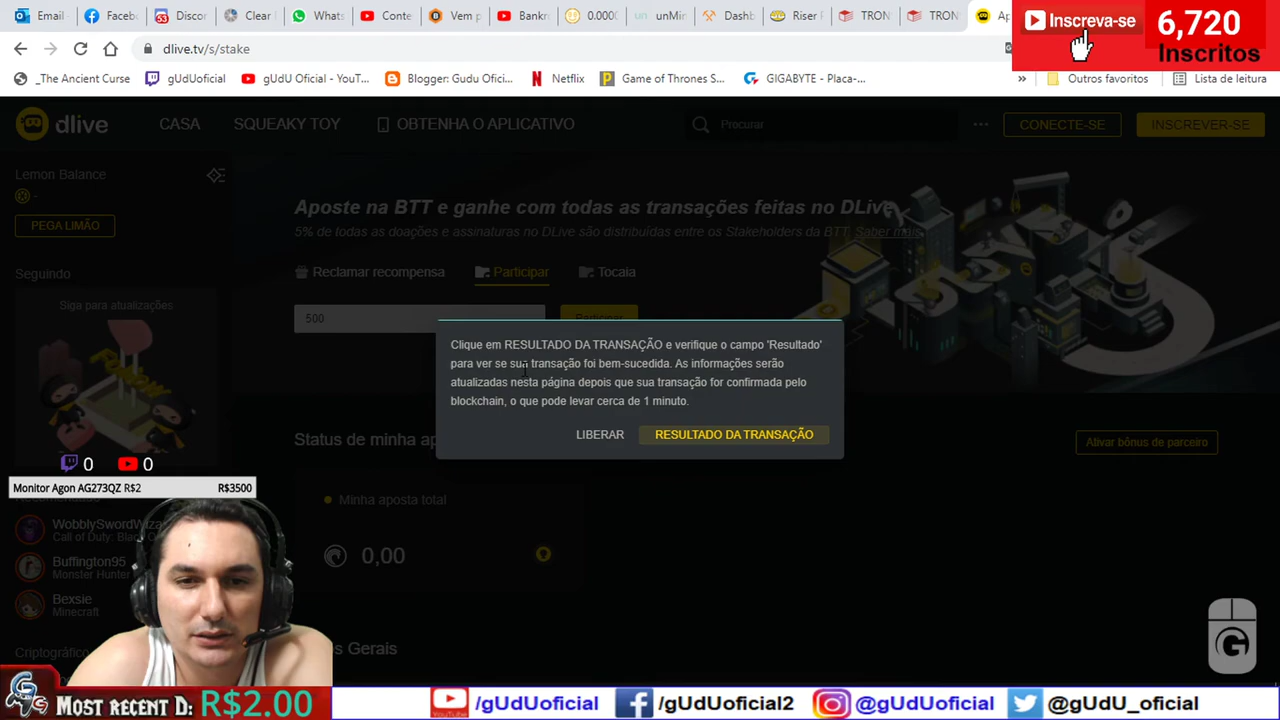 Email
Faceb
53
Discor
Clear
Whats
Conte
Vem p
Bankr
0.0000
unMin
Dashb
Riser
TRON
TRON
Ap
dlive.tv/s/stake
Inscreva-se
6,720
Inscritos
_The Ancient Curse
gUdUoficial
gUdU Oficial - YouT...
Blogger: Gudu Ofici...
Netflix
Game of Thrones S...
GIGABYTE - Placa-...
»
Outros favoritos
Lista de leitura
dlive
CASA
SQUEAKY TOY
OBTENHA O APLICATIVO
Procurar
CONECTE-SE
INSCREVER-SE
Lemon Balance
-
PEGA LIMÃO
Aposte na BTT e ganhe com todas as transações feitas no DLive
5% de todas as doações e assinaturas no DLive são distribuídas entre os Stakeholders da BTT. Saber mais
Reclamar recompensa
Participar
Tocaia
Seguindo
Siga para atualizações
500
Participar
Clique em RESULTADO DA TRANSAÇÃO e verifique o campo 'Resultado'
para ver se sua transação foi bem-sucedida. As informações serão
atualizadas nesta página depois que sua transação for confirmada pelo
blockchain, o que pode levar cerca de 1 minuto.
LIBERAR
RESULTADO DA TRANSAÇÃO
Status de minha ap
Ativar bônus de parceiro
0
0
Monitor Agon AG273QZ R$2
R$3500
Minha aposta total
0,00
WobblySwordWiza
Call of Duty: Black O
Buffington95
Monster Hunter
Bexsie
Minecraft
Criptográfico
s Gerais
G
MOST RECENT D: R$2.00
/gUdUoficial
/gUdUoficial2
@gUdUoficial
@gUdU_oficial